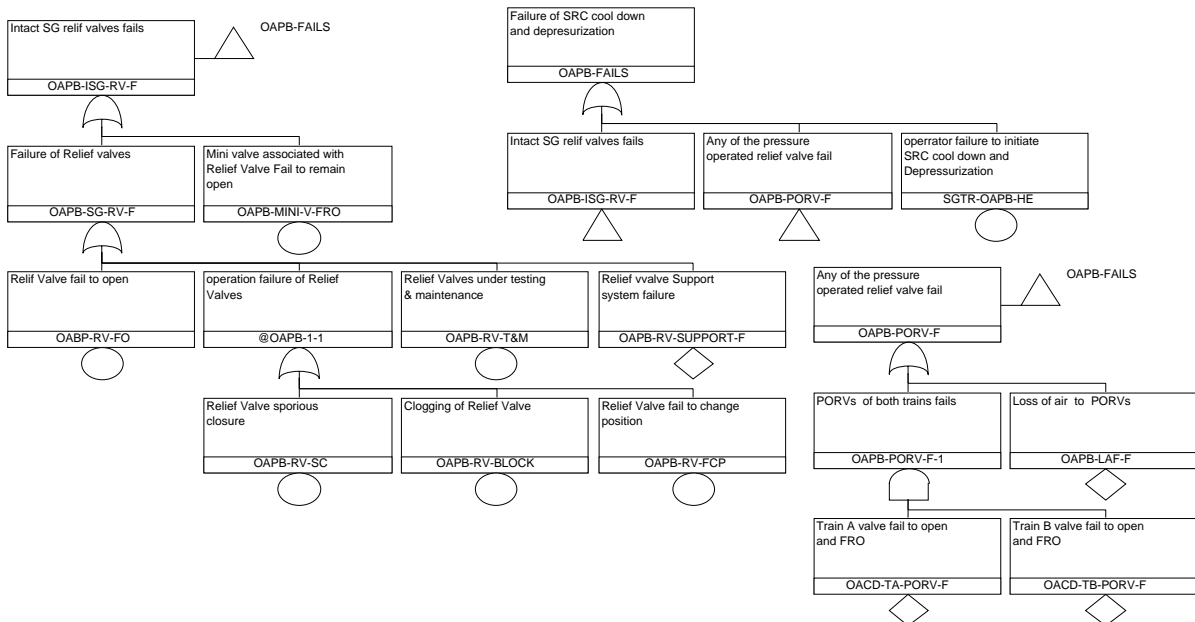 Intact SG relif valves fails
OAPB-ISG-RV-F
OAPB-FAILS
Failure of Relief valves
OAPB-SG-RV-F
Mini valve associated with
Relief Valve Fail to remain
open
OAPB-MINI-V-FRO
Relif Valve fail to open
OABP-RV-FO
operation failure of Relief
Valves
@OAPB-1-1
Relief Valves under testing
& maintenance
OAPB-RV-T&M
Relief vvalve Support
system failure
OAPB-RV-SUPPORT-F
Relief Valve sporious
closure
OAPB-RV-SC
Clogging of Relief Valve
OAPB-RV-BLOCK
Relief Valve fail to change
position
OAPB-RV-FCP
Failure of SRC cool down
and depresurization
OAPB-FAILS
Intact SG relif valves fails
OAPB-ISG-RV-F
Any of the pressure
operated relief valve fail
OAPB-PORV-F
operrator failure to initiate
SRC cool down and
Depressurization
SGTR-OAPB-HE
Any of the pressure
operated relief valve fail
OAPB-PORV-F
OAPB-FAILS
PORVs of both trains fails
OAPB-PORV-F-1
Loss of air to PORVs
OAPB-LAF-F
Train A valve fail to open
and FRO
OACD-TA-PORV-F
Train B valve fail to open
and FRO
OACD-TB-PORV-F